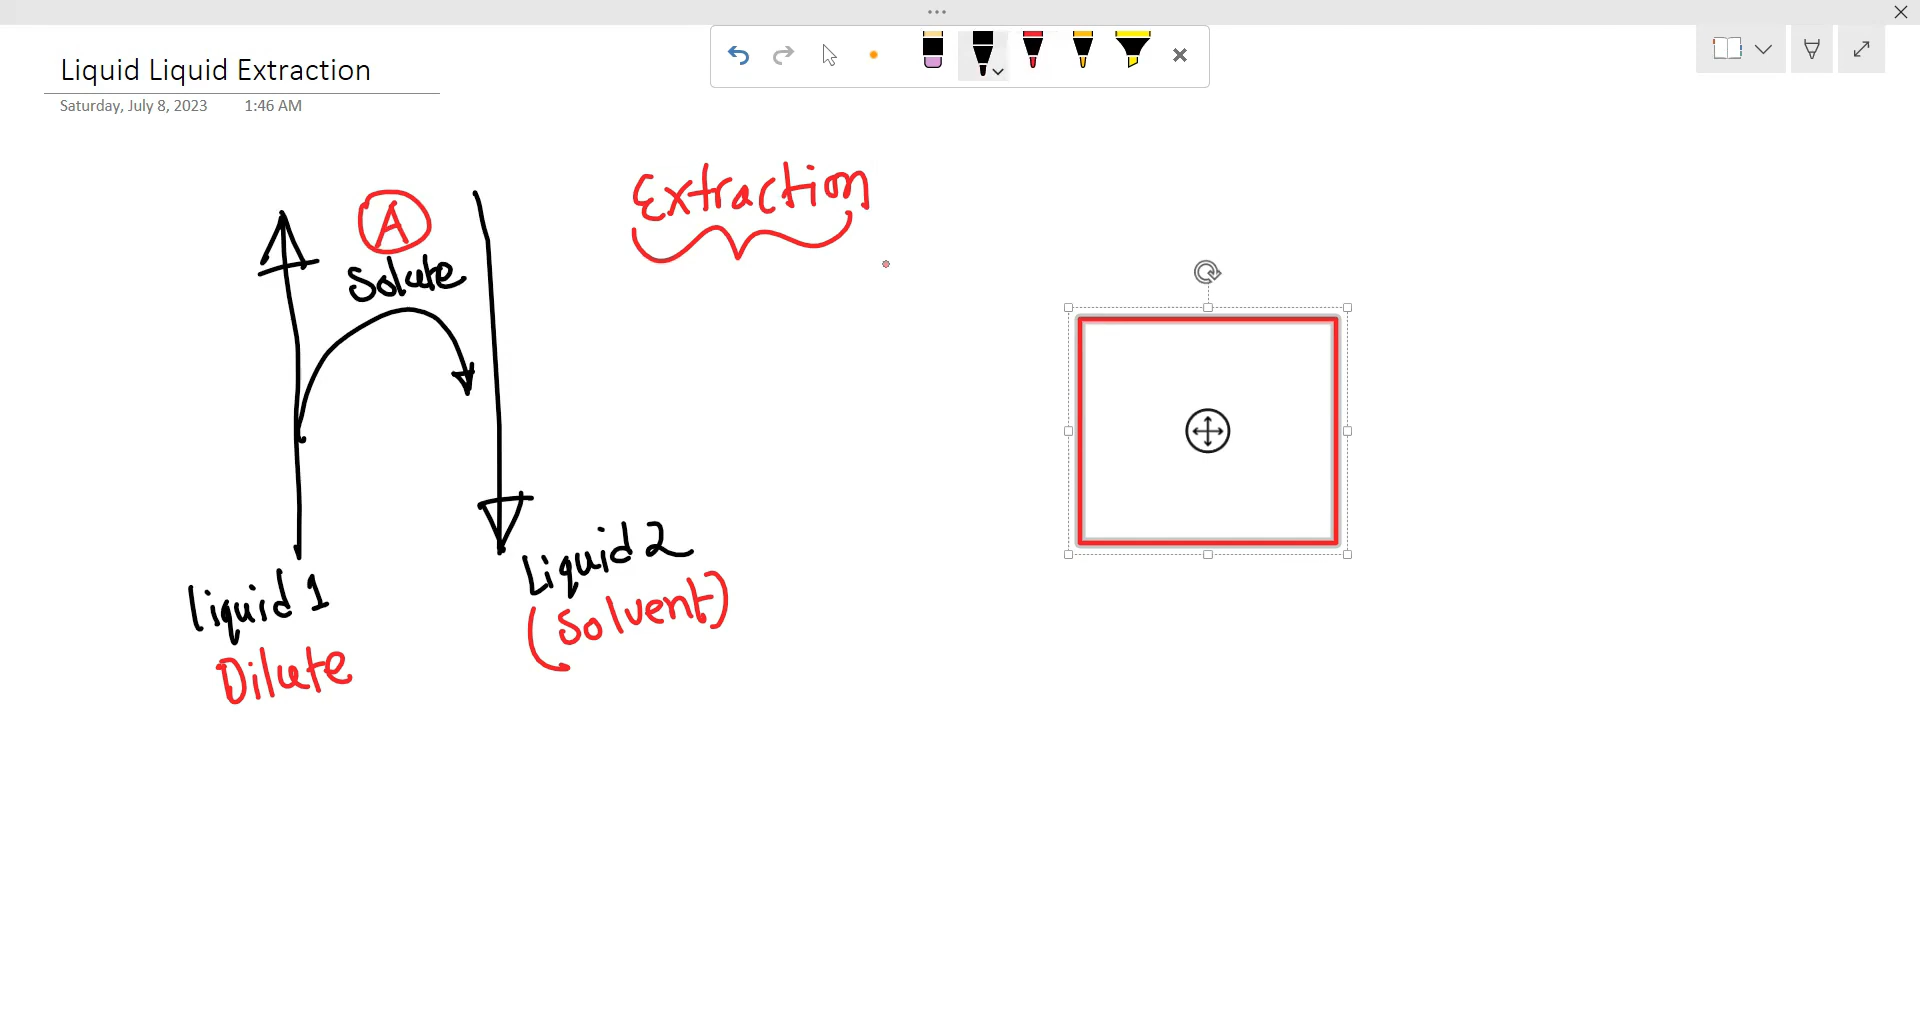 Liquid Liquid Extraction
Saturday, July 8, 2023 1:46 AM
Extraction
A
Solute
Liquid 2
(Solvent)
Liquid 1
Dilute